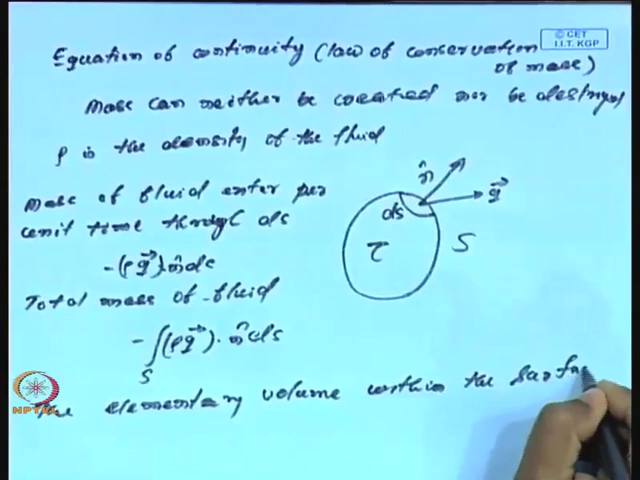 © CET
I.I.T. KGP
Equation of continuity (law of conservation
of mass)
Mass can neither be created nor be destroyed
ρ is the density of the fluid
Mass of fluid enter per
unit time through ds
-(ρq⃗).n̂ds
Total mass of fluid
-∫(ρq⃗)·n̂ds
S
n̂
q⃗
ds
τ
S
NPTEL
The elementary volume within the surfa